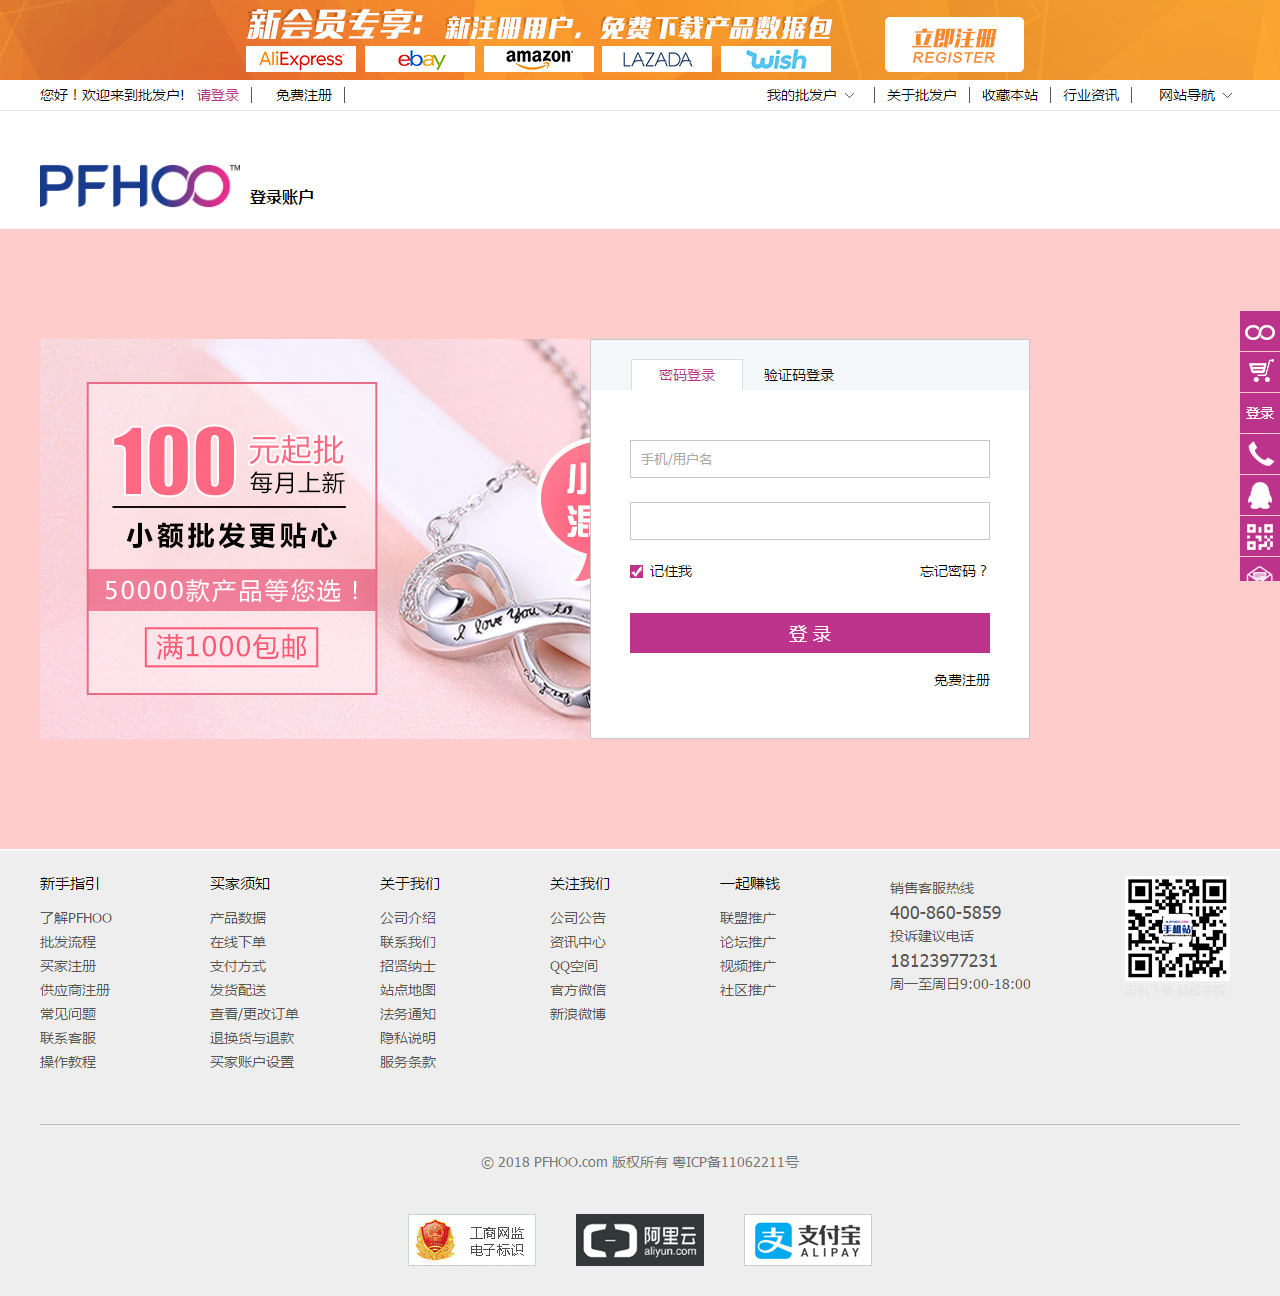 新会员专享: 新注册用户，免费下载产品数据包
AliExpress ebay amazon LAZADA wish
立即注册
REGISTER
您好！欢迎来到批发户! 请登录 免费注册 我的批发户 关于批发户 收藏本站 行业资讯 网站导航
PFHOO™ 登录账户
100元起批
每月上新
小额批发更贴心
50000款产品等您选！
满1000包邮
I love You to
密码登录 验证码登录
手机/用户名
记住我 忘记密码？
登 录
免费注册
登录
新手指引 买家须知 关于我们 关注我们 一起赚钱
了解PFHOO 产品数据 公司介绍 公司公告 联盟推广
批发流程 在线下单 联系我们 资讯中心 论坛推广
买家注册 支付方式 招贤纳士 QQ空间 视频推广
供应商注册 发货配送 站点地图 官方微信 社区推广
常见问题 查看/更改订单 法务通知 新浪微博
联系客服 退换货与退款 隐私说明
操作教程 买家账户设置 服务条款
销售客服热线
400-860-5859
投诉建议电话
18123977231
周一至周日9:00-18:00
手机站
手机下单 轻松采购
© 2018 PFHOO.com 版权所有 粤ICP备11062211号
工商网监
电子标识
阿里云
aliyun.com
支付宝
ALIPAY